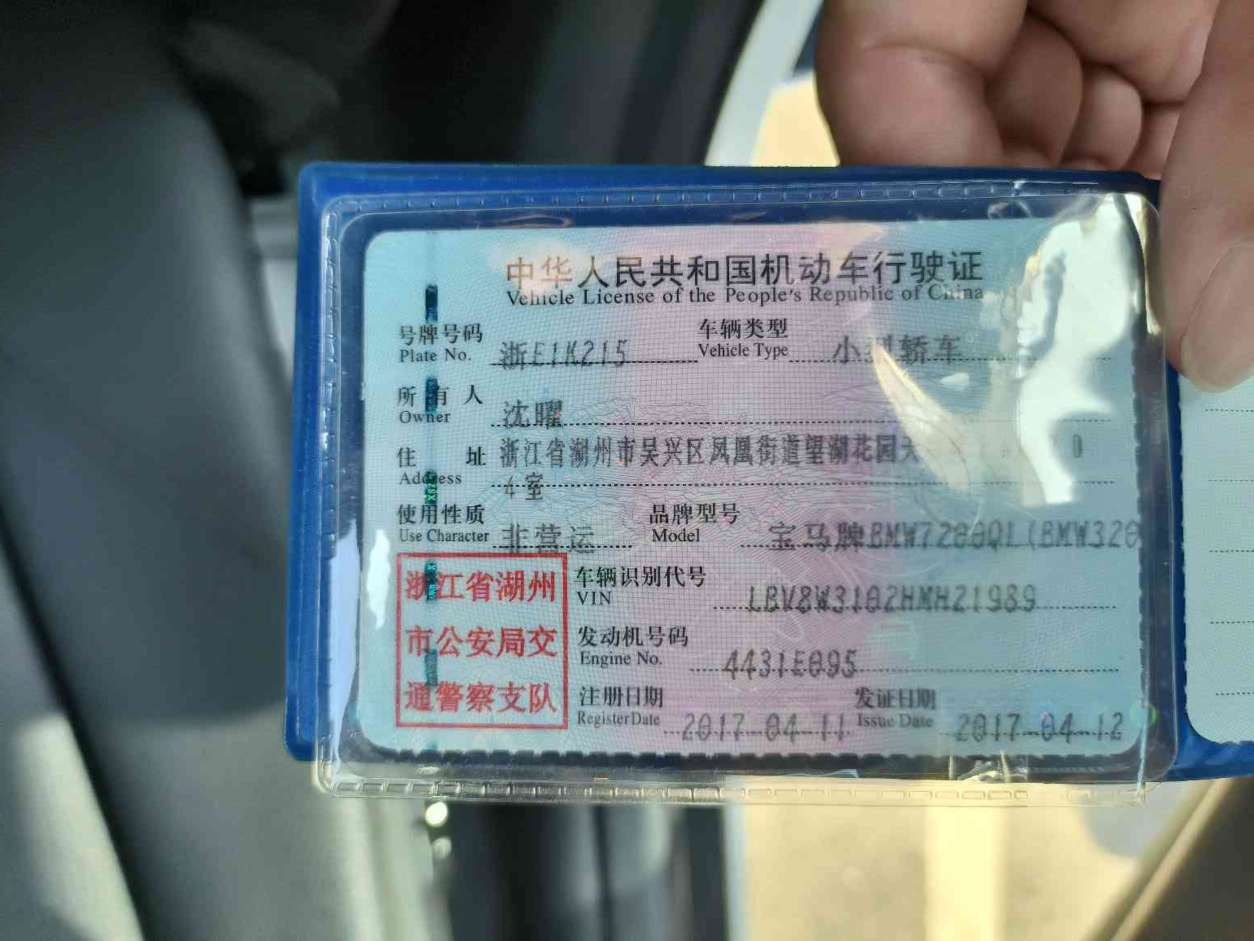 中华人民共和国机动车行驶证
Vehicle License of the People's Republic of China
号牌号码 浙E1K215 车辆类型 小型轿车
Plate No. Vehicle Type
所有人 沈曜
Owner
住址 浙江省湖州市吴兴区凤凰街道望湖花园天
Address 4室
使用性质 非营运 品牌型号 宝马牌BMW7200QL(BMW320
Use Character Model
浙江省湖州
市公安局交
通警察支队
车辆识别代号 LBV8W3102HMH21989
VIN
发动机号码 4431E095
Engine No.
注册日期 2017-04-11 发证日期 2017-04-12
Register Date Issue Date